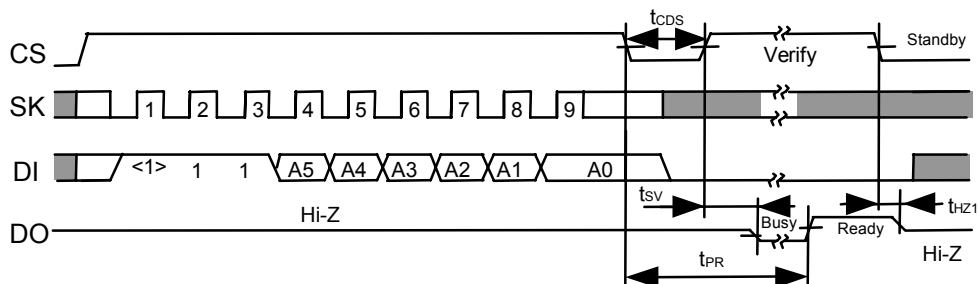 tCDS
CS Verify Standby
SK 1 2 3 4 5 6 7 8 9
DI <1> 1 1 A5 A4 A3 A2 A1 A0
tSV tHZ1
Hi-Z Busy Ready
DO Hi-Z
tPR